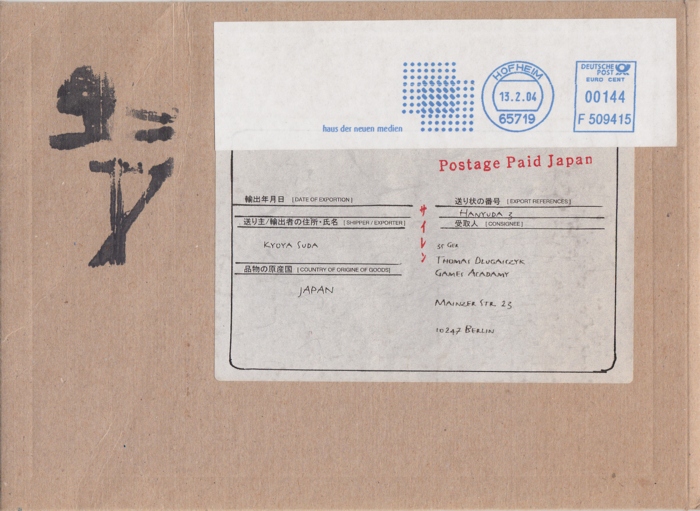 HOFHEIM
13.2.04
65719
DEUTSCHE
POST
EURO CENT
00144
F 509415
haus der neuen medien
Postage Paid Japan
輸出年月日 [DATE OF EXPORTION]
送り状の番号 [EXPORT REFERENCES]
HANYUDA 3
送り主/輸出者の住所・氏名 [SHIPPER / EXPORTER]
受取人 [CONSIGNEE]
サイレン
KYOYA SUDA
THOMAS DLUGAICZYK
GAMES ACADAMY
品物の原産国 [COUNTRY OF ORIGINE OF GOODS]
JAPAN
MAINZER STR. 23
10247 BERLIN